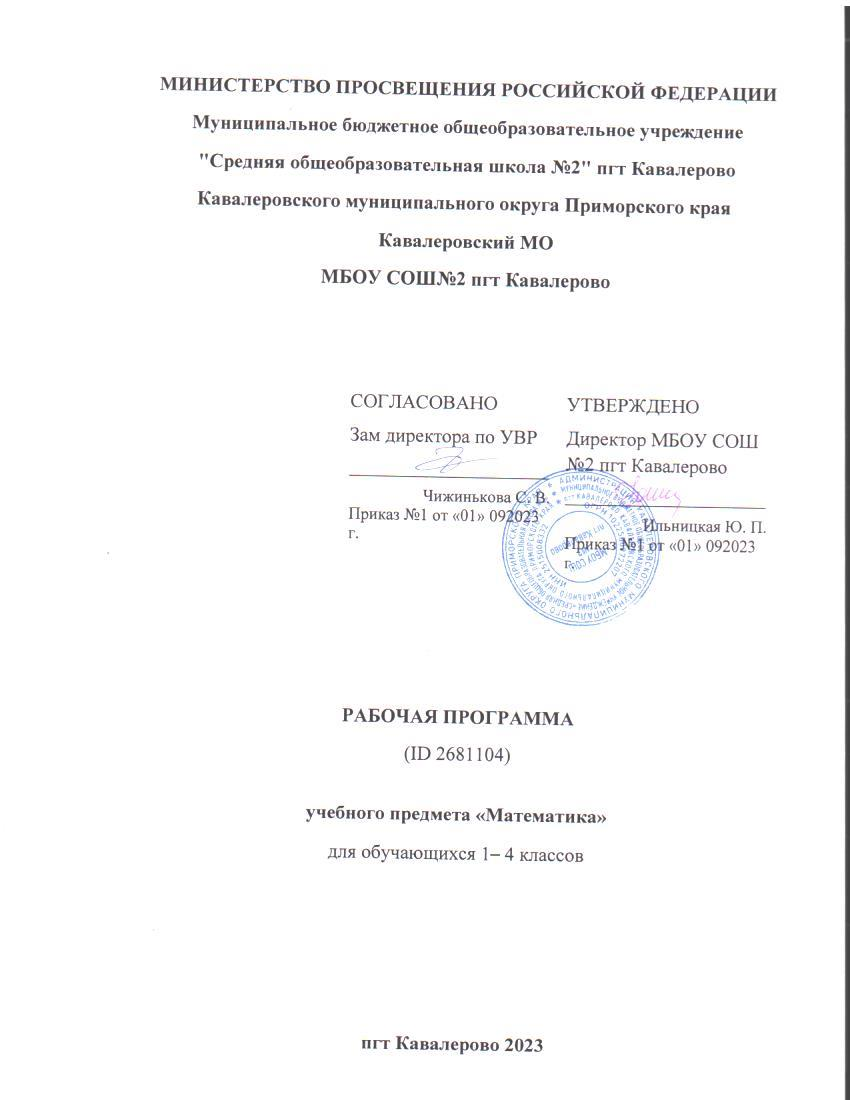 МИНИСТЕРСТВО ПРОСВЕЩЕНИЯ РОССИЙСКОЙ ФЕДЕРАЦИИ
Муниципальное бюджетное общеобразовательное учреждение
"Средняя общеобразовательная школа №2" пгт Кавалерово
Кавалеровского муниципального округа Приморского края
Кавалеровский МО
МБОУ СОШ№2 пгт Кавалерово
СОГЛАСОВАНО
Зам директора по УВР
Чижинькова С. В.
Приказ №1 от «01» 092023
г.
УТВЕРЖДЕНО
Директор МБОУ СОШ
№2 пгт Кавалерово
Ильницкая Ю. П.
Приказ №1 от «01» 092023
г.
РАБОЧАЯ ПРОГРАММА
(ID 2681104)
учебного предмета «Математика»
для обучающихся 1– 4 классов
пгт Кавалерово 2023